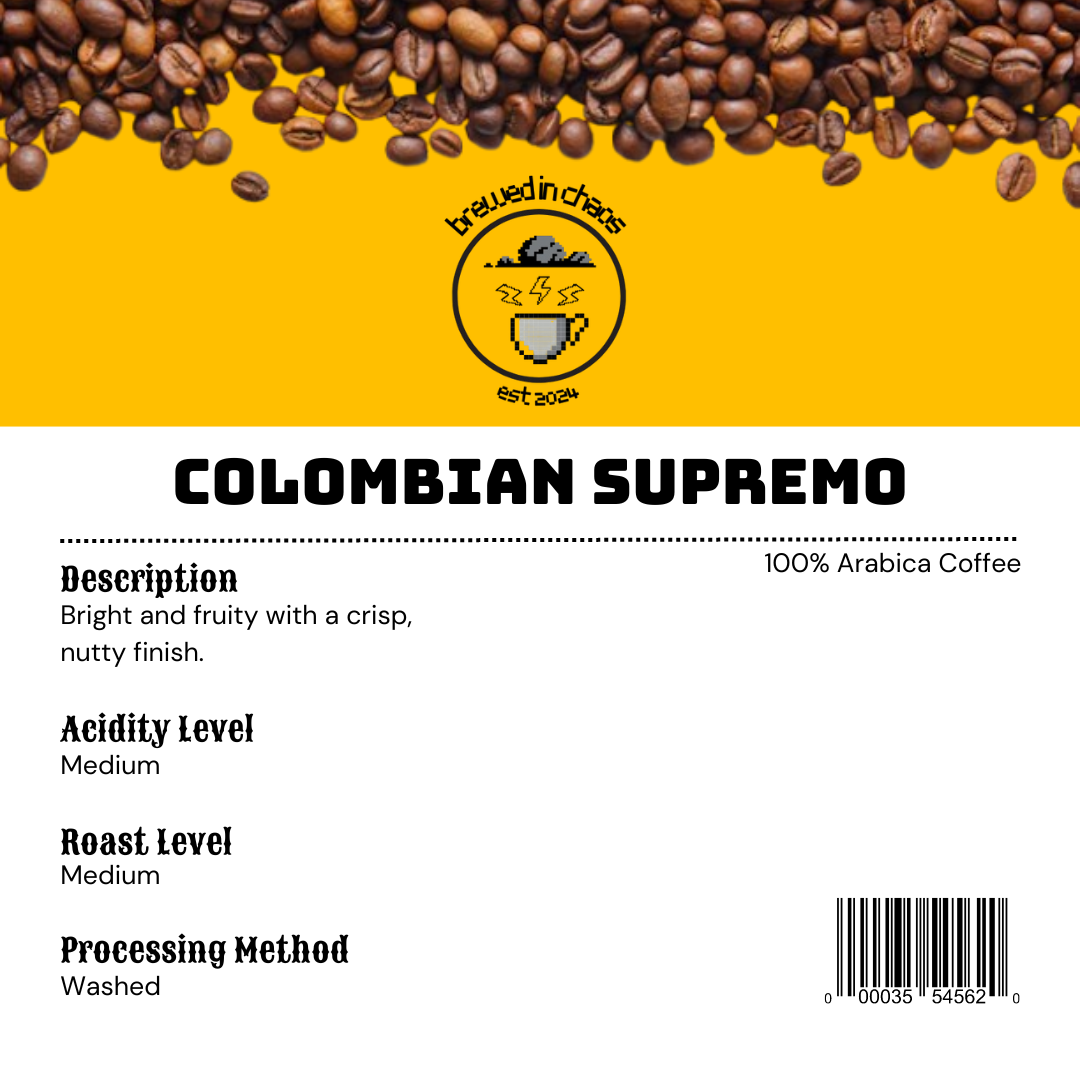 brewed in chaos
est 2024
COLOMBIAN SUPREMO
100% Arabica Coffee
Description
Bright and fruity with a crisp,
nutty finish.
Acidity Level
Medium
Roast Level
Medium
Processing Method
Washed
0 00035 54562 0